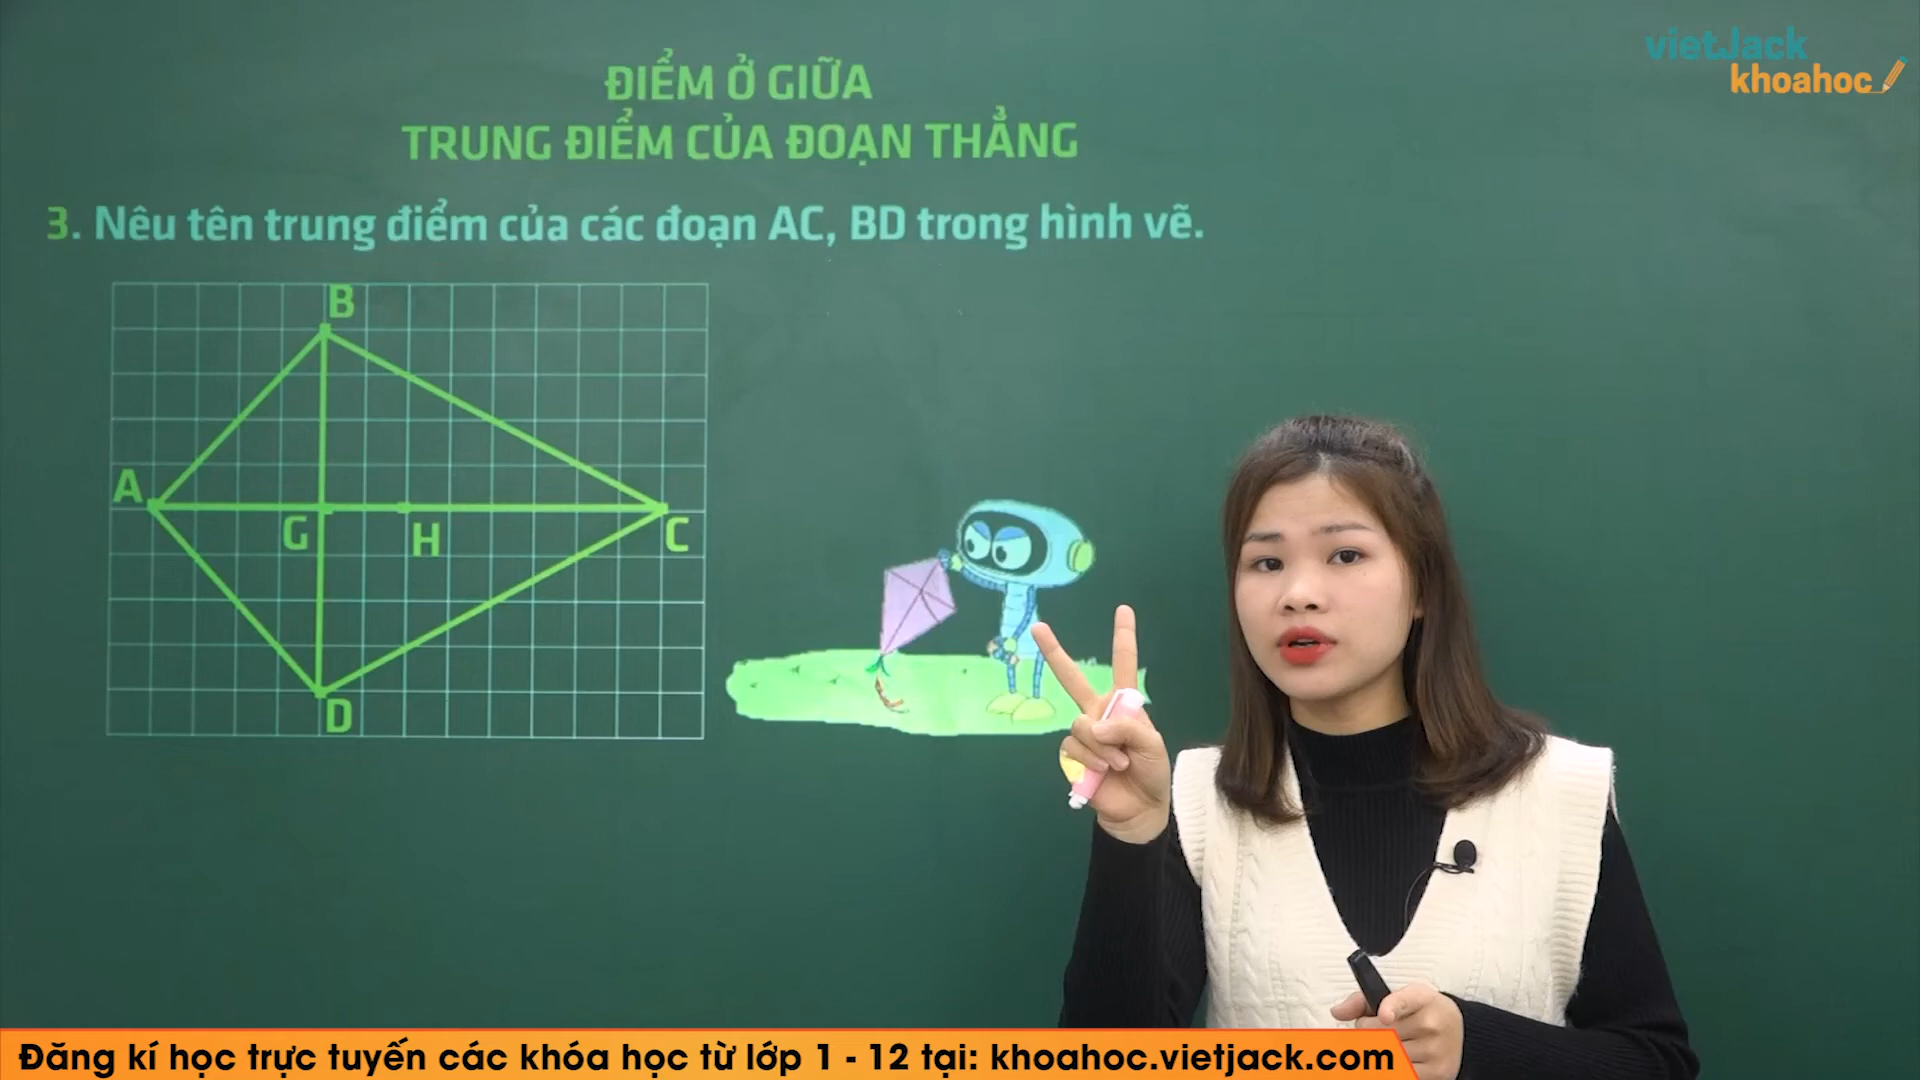 vietJack
khoahoc
ĐIỂM Ở GIỮA
TRUNG ĐIỂM CỦA ĐOẠN THẲNG
3. Nêu tên trung điểm của các đoạn AC, BD trong hình vẽ.
B
A
G
H
C
D
Đăng kí học trực tuyến các khóa học từ lớp 1 - 12 tại: khoahoc.vietjack.com